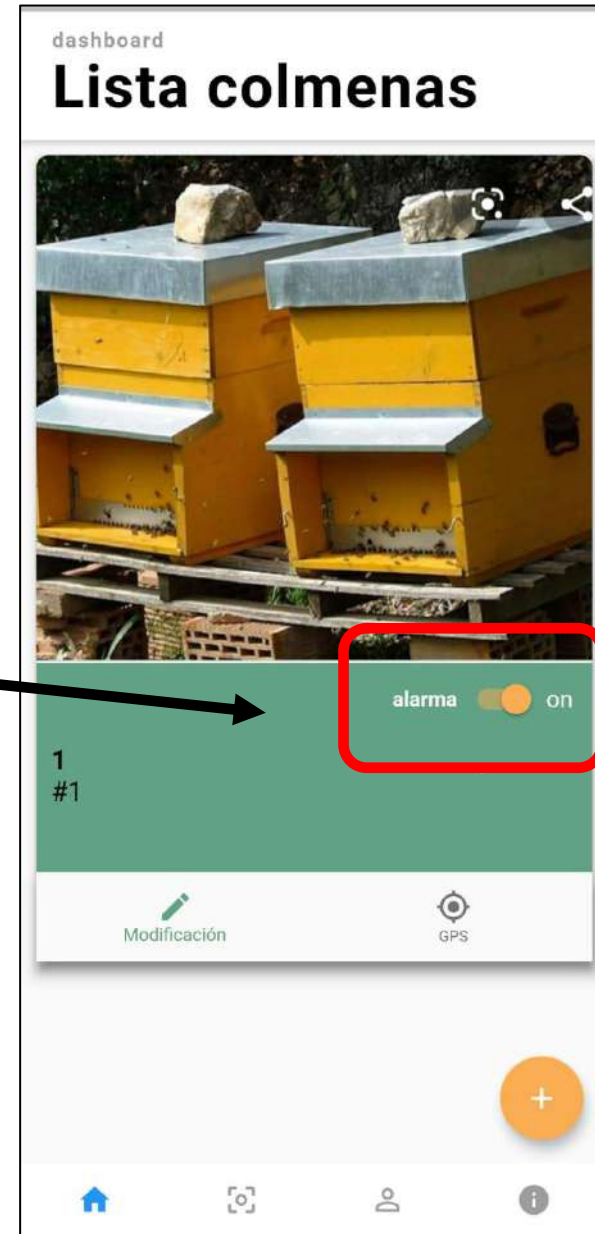 dashboard
Lista colmenas
alarma on
1
#1
Modificación GPS